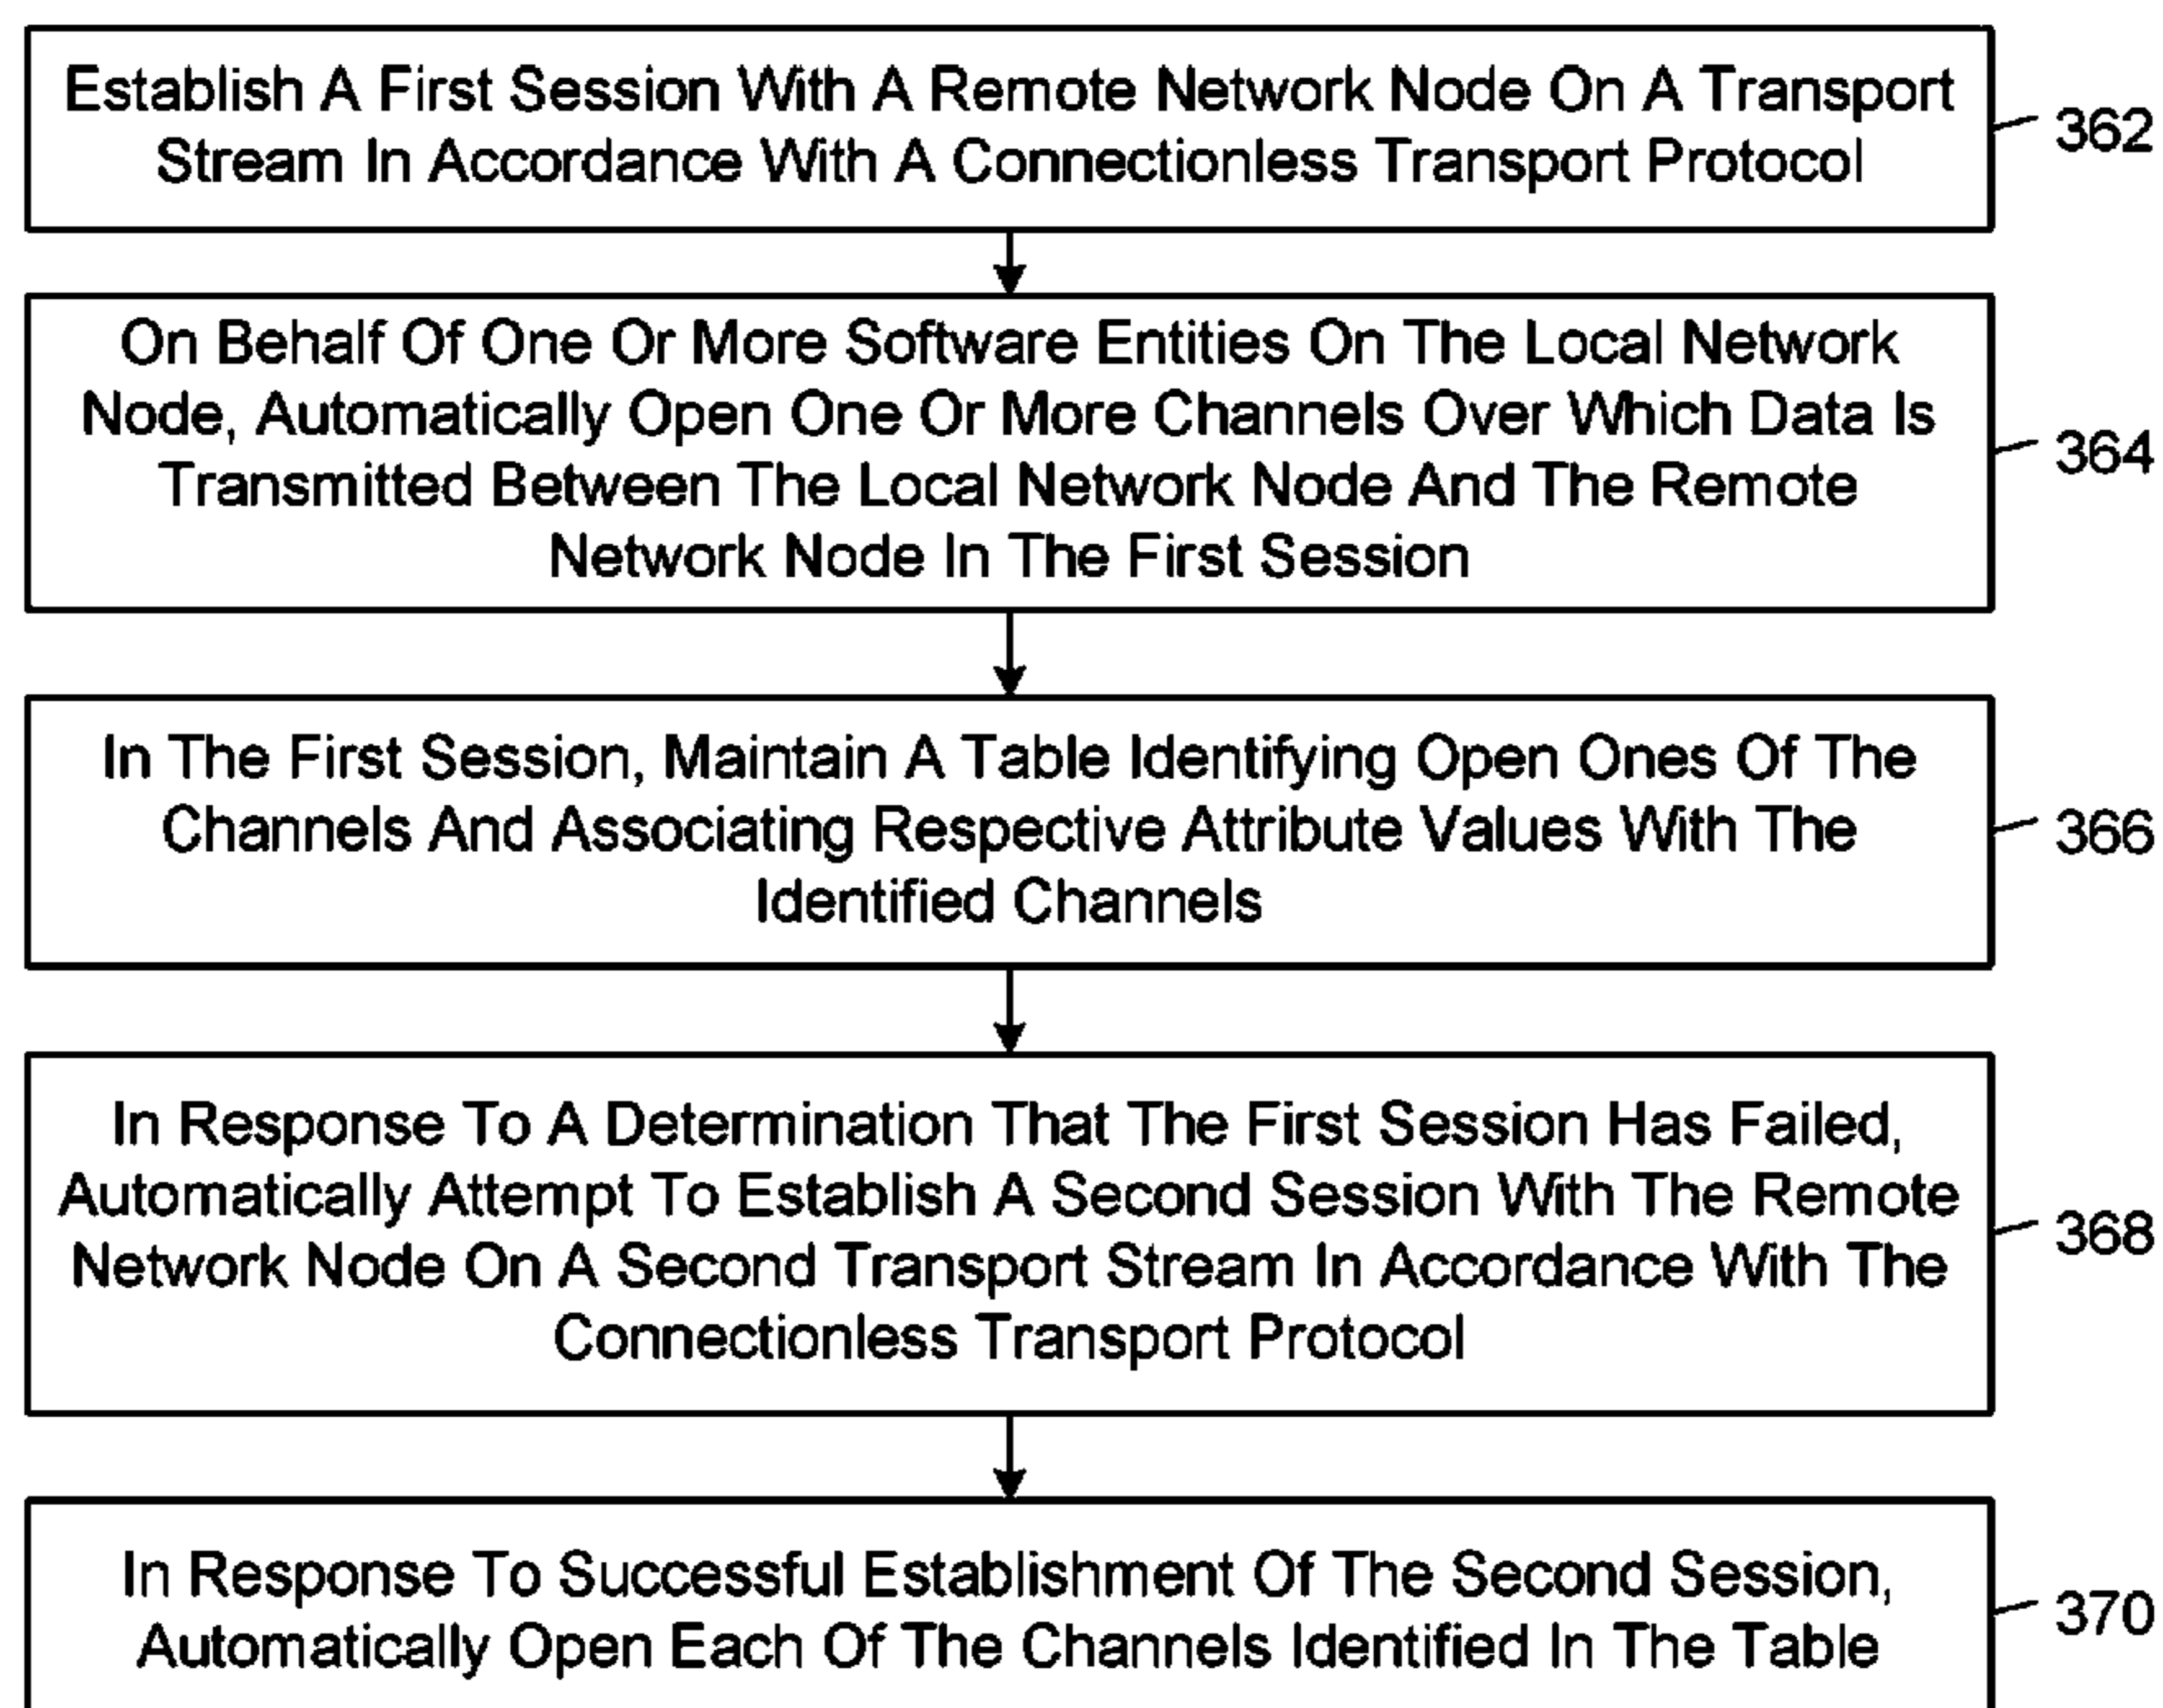 Establish A First Session With A Remote Network Node On A Transport
Stream In Accordance With A Connectionless Transport Protocol
362
On Behalf Of One Or More Software Entities On The Local Network
Node, Automatically Open One Or More Channels Over Which Data Is
Transmitted Between The Local Network Node And The Remote
Network Node In The First Session
364
In The First Session, Maintain A Table Identifying Open Ones Of The
Channels And Associating Respective Attribute Values With The
Identified Channels
366
In Response To A Determination That The First Session Has Failed,
Automatically Attempt To Establish A Second Session With The Remote
Network Node On A Second Transport Stream In Accordance With The
Connectionless Transport Protocol
368
In Response To Successful Establishment Of The Second Session,
Automatically Open Each Of The Channels Identified In The Table
370